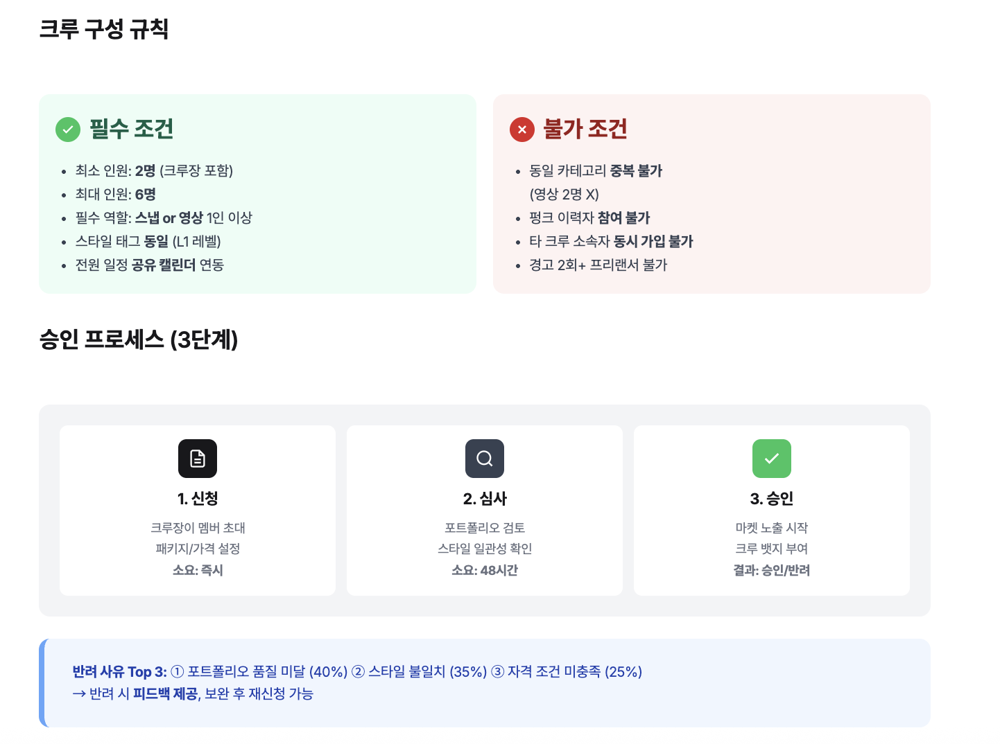 크루 구성 규칙
필수 조건
• 최소 인원: 2명 (크루장 포함)
• 최대 인원: 6명
• 필수 역할: 스냅 or 영상 1인 이상
• 스타일 태그 동일 (L1 레벨)
• 전원 일정 공유 캘린더 연동
불가 조건
• 동일 카테고리 중복 불가
(영상 2명 X)
• 펑크 이력자 참여 불가
• 타 크루 소속자 동시 가입 불가
• 경고 2회+ 프리랜서 불가
승인 프로세스 (3단계)
1. 신청
크루장이 멤버 초대
패키지/가격 설정
소요: 즉시
2. 심사
포트폴리오 검토
스타일 일관성 확인
소요: 48시간
3. 승인
마켓 노출 시작
크루 뱃지 부여
결과: 승인/반려
반려 사유 Top 3: ① 포트폴리오 품질 미달 (40%) ② 스타일 불일치 (35%) ③ 자격 조건 미충족 (25%)
→ 반려 시 피드백 제공, 보완 후 재신청 가능